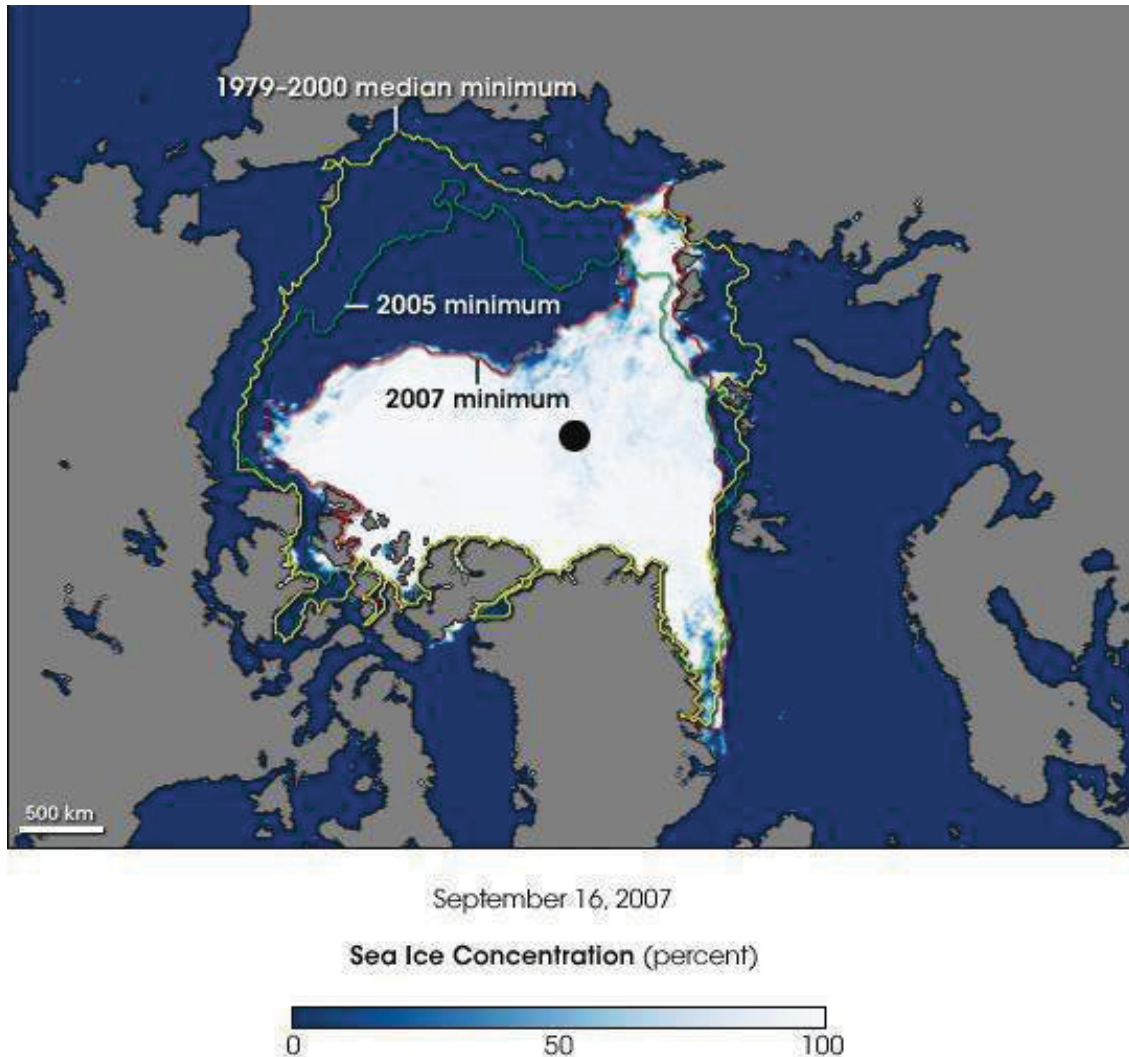 1979-2000 median minimum
2005 minimum
2007 minimum
500 km
September 16, 2007
Sea Ice Concentration (percent)
0 50 100